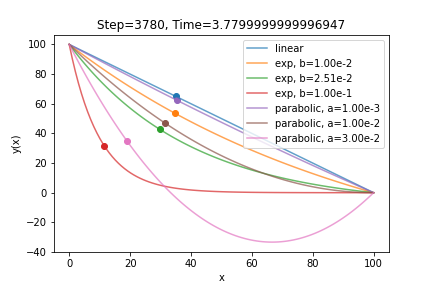 Step=3780, Time=3.7799999999996947
y(x)
100
80
60
40
20
0
−20
−40
linear
exp, b=1.00e-2
exp, b=2.51e-2
exp, b=1.00e-1
parabolic, a=1.00e-3
parabolic, a=1.00e-2
parabolic, a=3.00e-2
0 20 40 60 80 100
x